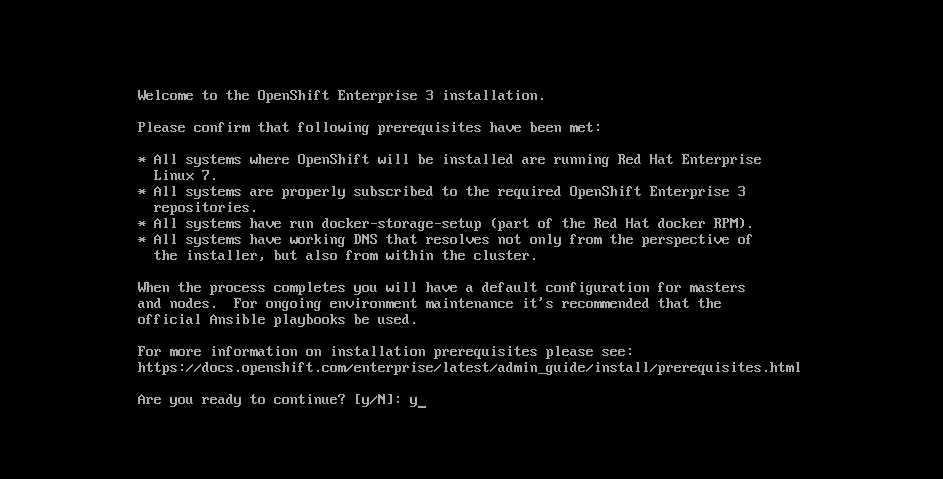 Welcome to the OpenShift Enterprise 3 installation.
Please confirm that following prerequisites have been met:
* All systems where OpenShift will be installed are running Red Hat Enterprise
Linux 7.
* All systems are properly subscribed to the required OpenShift Enterprise 3
repositories.
* All systems have run docker-storage-setup (part of the Red Hat docker RPM).
* All systems have working DNS that resolves not only from the perspective of
the installer, but also from within the cluster.
When the process completes you will have a default configuration for masters
and nodes.  For ongoing environment maintenance it's recommended that the
official Ansible playbooks be used.
For more information on installation prerequisites please see:
https://docs.openshift.com/enterprise/latest/admin_guide/install/prerequisites.html
Are you ready to continue? [y/N]: y_